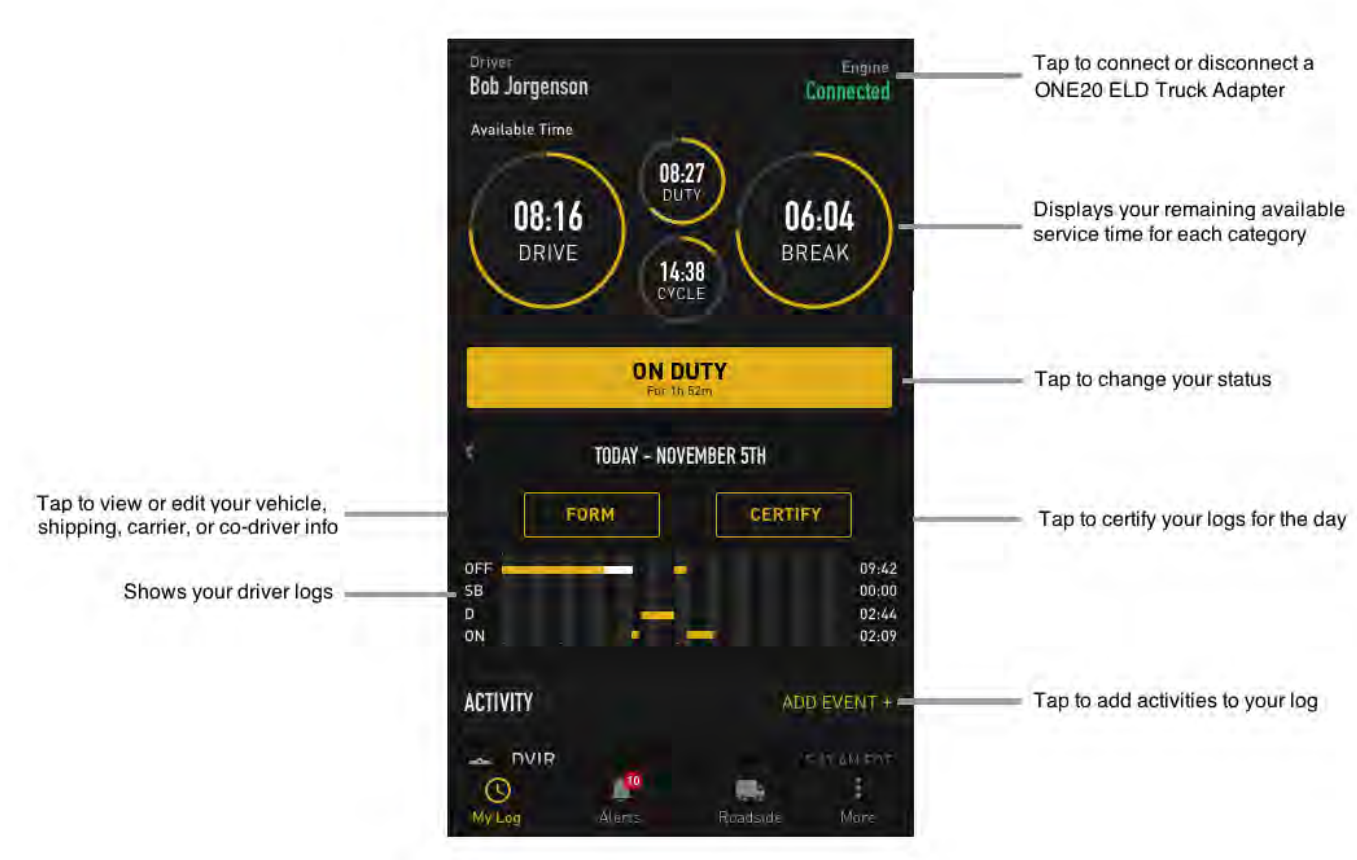 Driver
Bob Jorgenson
Engine
Connected
Tap to connect or disconnect a
ONE20 ELD Truck Adapter
Available Time
08:16
DRIVE
08:27
DUTY
14:38
CYCLE
06:04
BREAK
Displays your remaining available
service time for each category
ON DUTY
For 1h 52m
Tap to change your status
TODAY – NOVEMBER 5TH
Tap to view or edit your vehicle,
shipping, carrier, or co-driver info
FORM
CERTIFY
Tap to certify your logs for the day
Shows your driver logs
OFF 09:42
SB 00:00
D 02:44
ON 02:09
ACTIVITY
ADD EVENT +
Tap to add activities to your log
DVIR
10
My Log
Alerts
Roadside
More